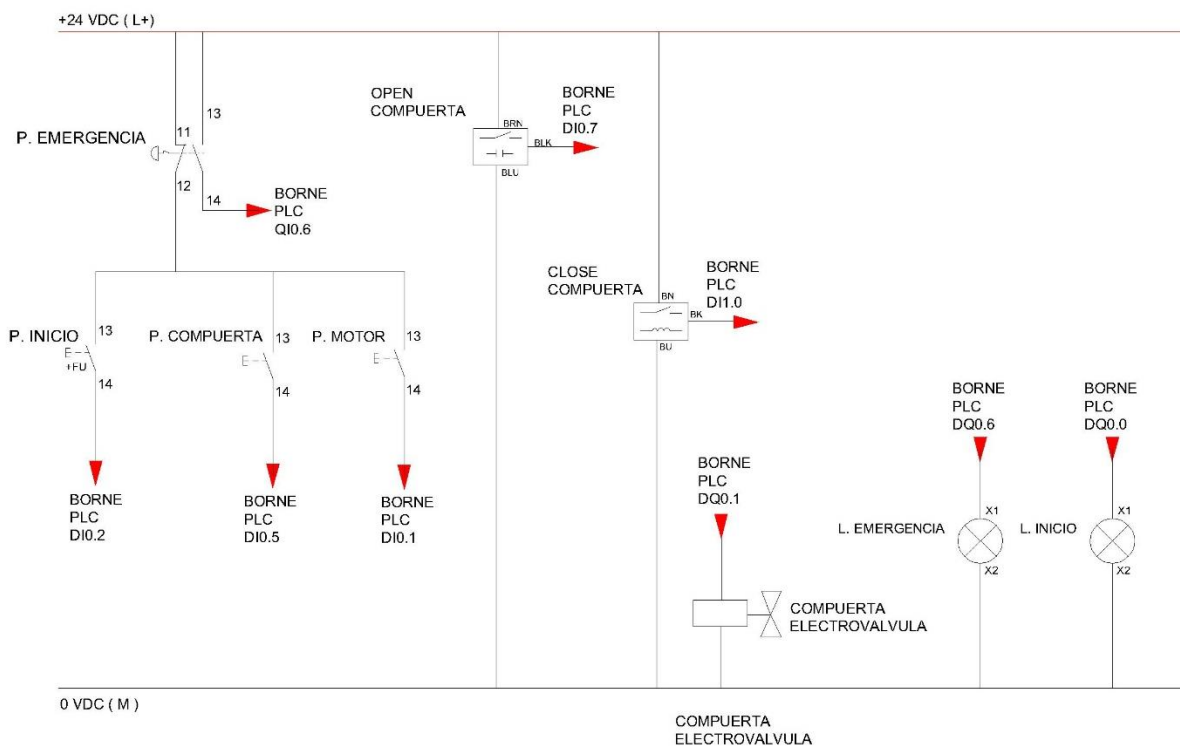 +24 VDC ( L+)
P. EMERGENCIA
11
13
12
14
BORNE
PLC
QI0.6
OPEN
COMPUERTA
BRN
BLK
BLU
BORNE
PLC
DI0.7
CLOSE
COMPUERTA
BN
BK
BU
BORNE
PLC
DI1.0
P. INICIO
+FU
13
14
BORNE
PLC
DI0.2
P. COMPUERTA
13
14
BORNE
PLC
DI0.5
P. MOTOR
13
14
BORNE
PLC
DI0.1
BORNE
PLC
DQ0.1
COMPUERTA
ELECTROVALVULA
BORNE
PLC
DQ0.6
L. EMERGENCIA
X1
X2
BORNE
PLC
DQ0.0
L. INICIO
X1
X2
0 VDC ( M )
COMPUERTA
ELECTROVALVULA